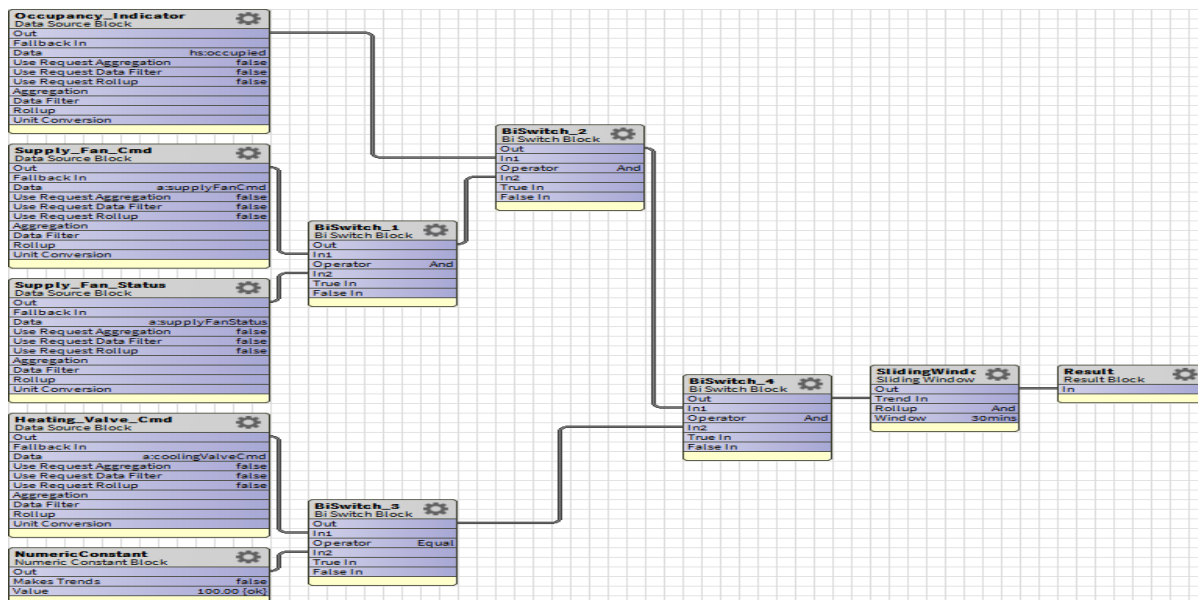 Occupancy_Indicator
Data Source Block
Out
Fallback In
Data hs:occupied
Use Request Aggregation false
Use Request Data Filter false
Use Request Rollup false
Aggregation
Data Filter
Rollup
Unit Conversion
Supply_Fan_Cmd
Data Source Block
Out
Fallback In
Data a:supplyFanCmd
Use Request Aggregation false
Use Request Data Filter false
Use Request Rollup false
Aggregation
Data Filter
Rollup
Unit Conversion
Supply_Fan_Status
Data Source Block
Out
Fallback In
Data a:supplyFanStatus
Use Request Aggregation false
Use Request Data Filter false
Use Request Rollup false
Aggregation
Data Filter
Rollup
Unit Conversion
Heating_Valve_Cmd
Data Source Block
Out
Fallback In
Data a:coolingValveCmd
Use Request Aggregation false
Use Request Data Filter false
Use Request Rollup false
Aggregation
Data Filter
Rollup
Unit Conversion
NumericConstant
Numeric Constant Block
Out
Makes Trends false
Value 100.00 {ok}
BiSwitch_1
Bi Switch Block
Out
In1
Operator And
In2
True In
False In
BiSwitch_3
Bi Switch Block
Out
In1
Operator Equal
In2
True In
False In
BiSwitch_2
Bi Switch Block
Out
In1
Operator And
In2
True In
False In
BiSwitch_4
Bi Switch Block
Out
In1
Operator And
In2
True In
False In
SlidingWindc
Sliding Window
Out
Trend In
Rollup And
Window 30mins
Result
Result Block
In